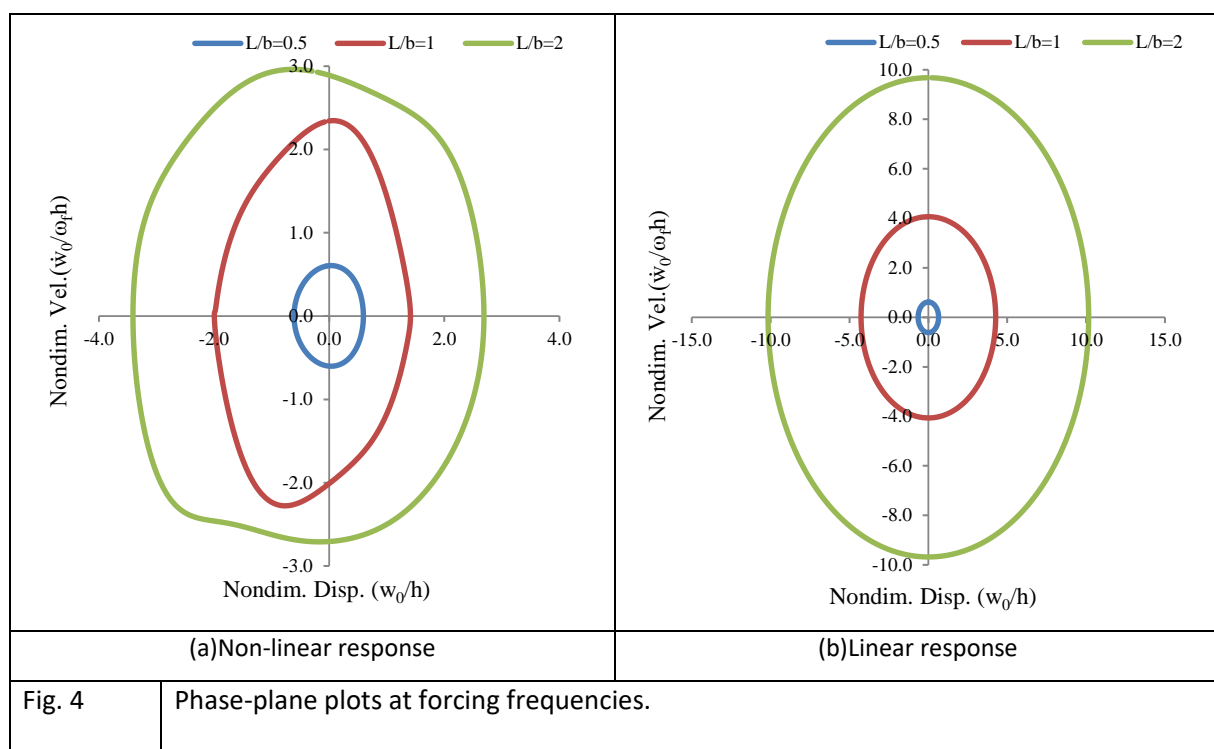 L/b=0.5 L/b=1 L/b=2
3.0
2.0
1.0
0.0
-1.0
-2.0
-3.0
-4.0 -2.0 0.0 2.0 4.0
Nondim. Vel.(ẇ0/ωfh)
Nondim. Disp. (w0/h)
L/b=0.5 L/b=1 L/b=2
10.0
8.0
6.0
4.0
2.0
0.0
-2.0
-4.0
-6.0
-8.0
-10.0
-15.0 -10.0 -5.0 0.0 5.0 10.0 15.0
Nondim. Vel.(ẇ0/ωfh)
Nondim. Disp. (w0/h)
(a)Non-linear response
(b)Linear response
Fig. 4 Phase-plane plots at forcing frequencies.